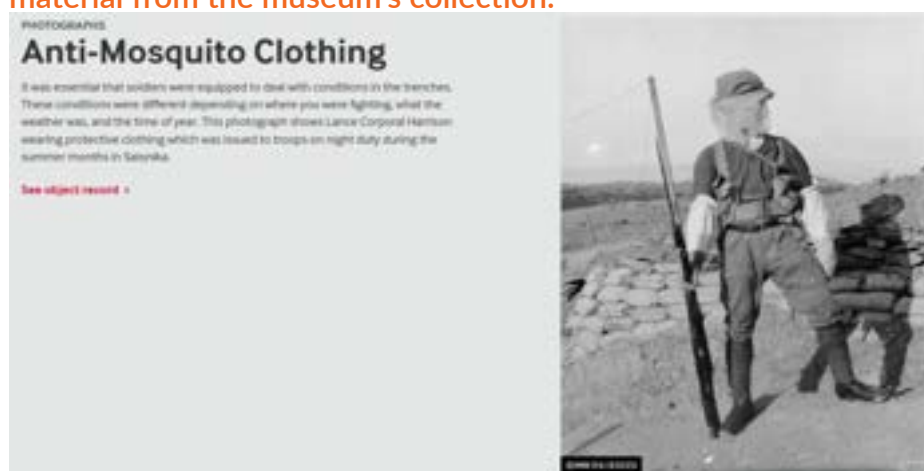 material from the museum's collection.
PHOTOGRAPHS
Anti-Mosquito Clothing
It was essential that soldiers were equipped to deal with conditions in the trenches.
These conditions were different depending on where you were fighting, what the
weather was, and the time of year. This photograph shows Lance Corporal Harrison
wearing protective clothing which was issued to troops on night duty during the
summer months in Salonika.
See object record